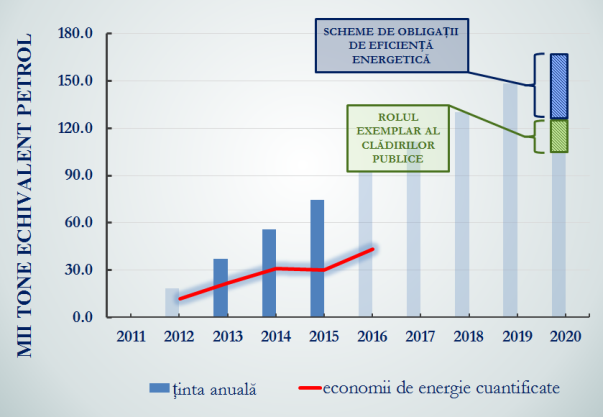 MII TONE ECHIVALENT PETROL
180.0
150.0
120.0
90.0
60.0
30.0
0.0
SCHEME DE OBLIGAȚII
DE EFICIENȚĂ
ENERGETICĂ
ROLUL
EXEMPLAR AL
CLĂDIRILOR
PUBLICE
2011 2012 2013 2014 2015 2016 2017 2018 2019 2020
ținta anuală
economii de energie cuantificate